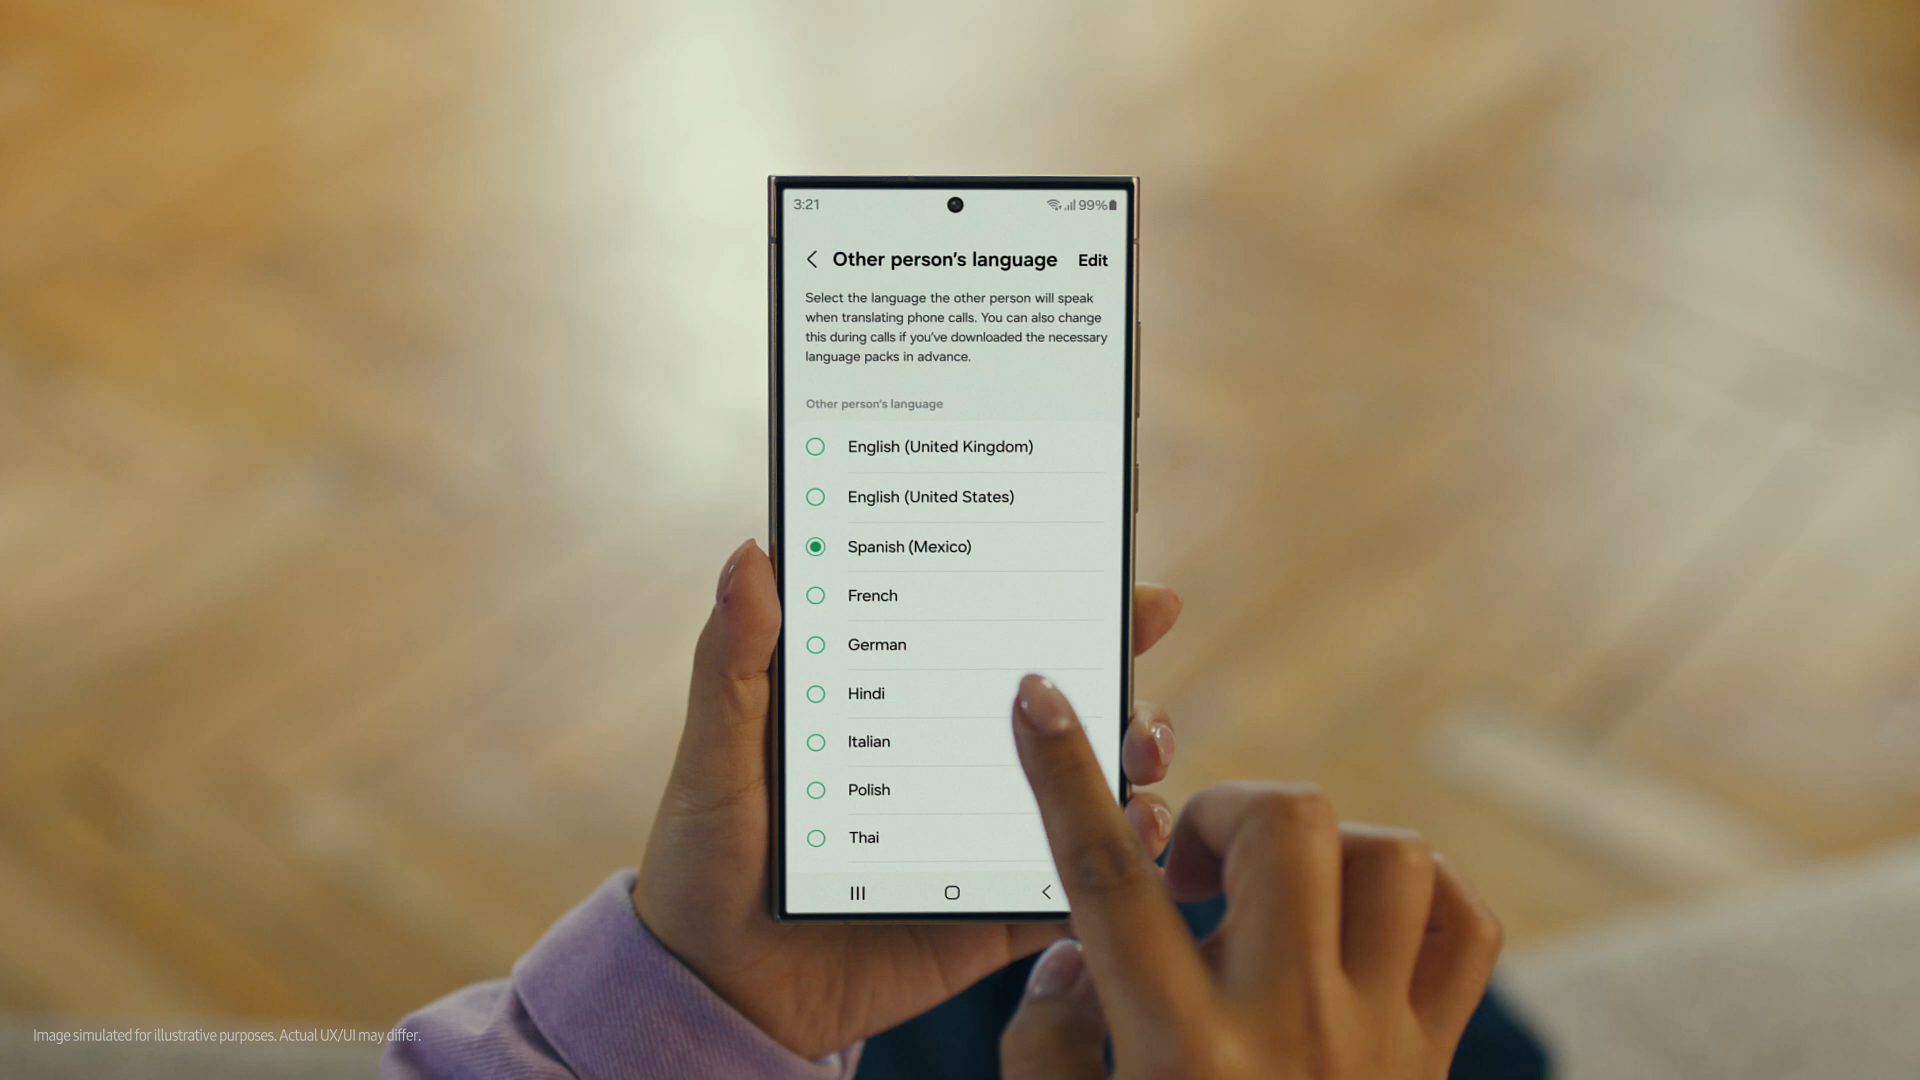 3:21
99%
Other person's language
Edit
Select the language the other person will speak
when translating phone calls. You can also change
this during calls if you've downloaded the necessary
language packs in advance.
Other person's language
English (United Kingdom)
English (United States)
Spanish (Mexico)
French
German
Hindi
Italian
Polish
Thai
Image simulated for illustrative purposes. Actual UX/UI may differ.